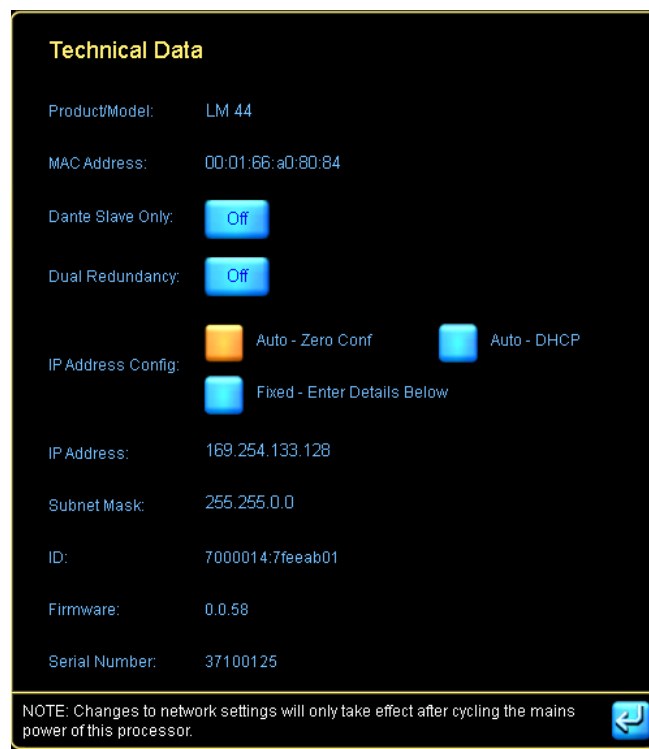 Technical Data
Product/Model: LM 44
MAC Address: 00:01:66:a0:80:84
Dante Slave Only: Off
Dual Redundancy: Off
IP Address Config: Auto - Zero Conf Auto - DHCP
Fixed - Enter Details Below
IP Address: 169.254.133.128
Subnet Mask: 255.255.0.0
ID: 7000014:7feeab01
Firmware: 0.0.58
Serial Number: 37100125
NOTE: Changes to network settings will only take effect after cycling the mains
power of this processor.